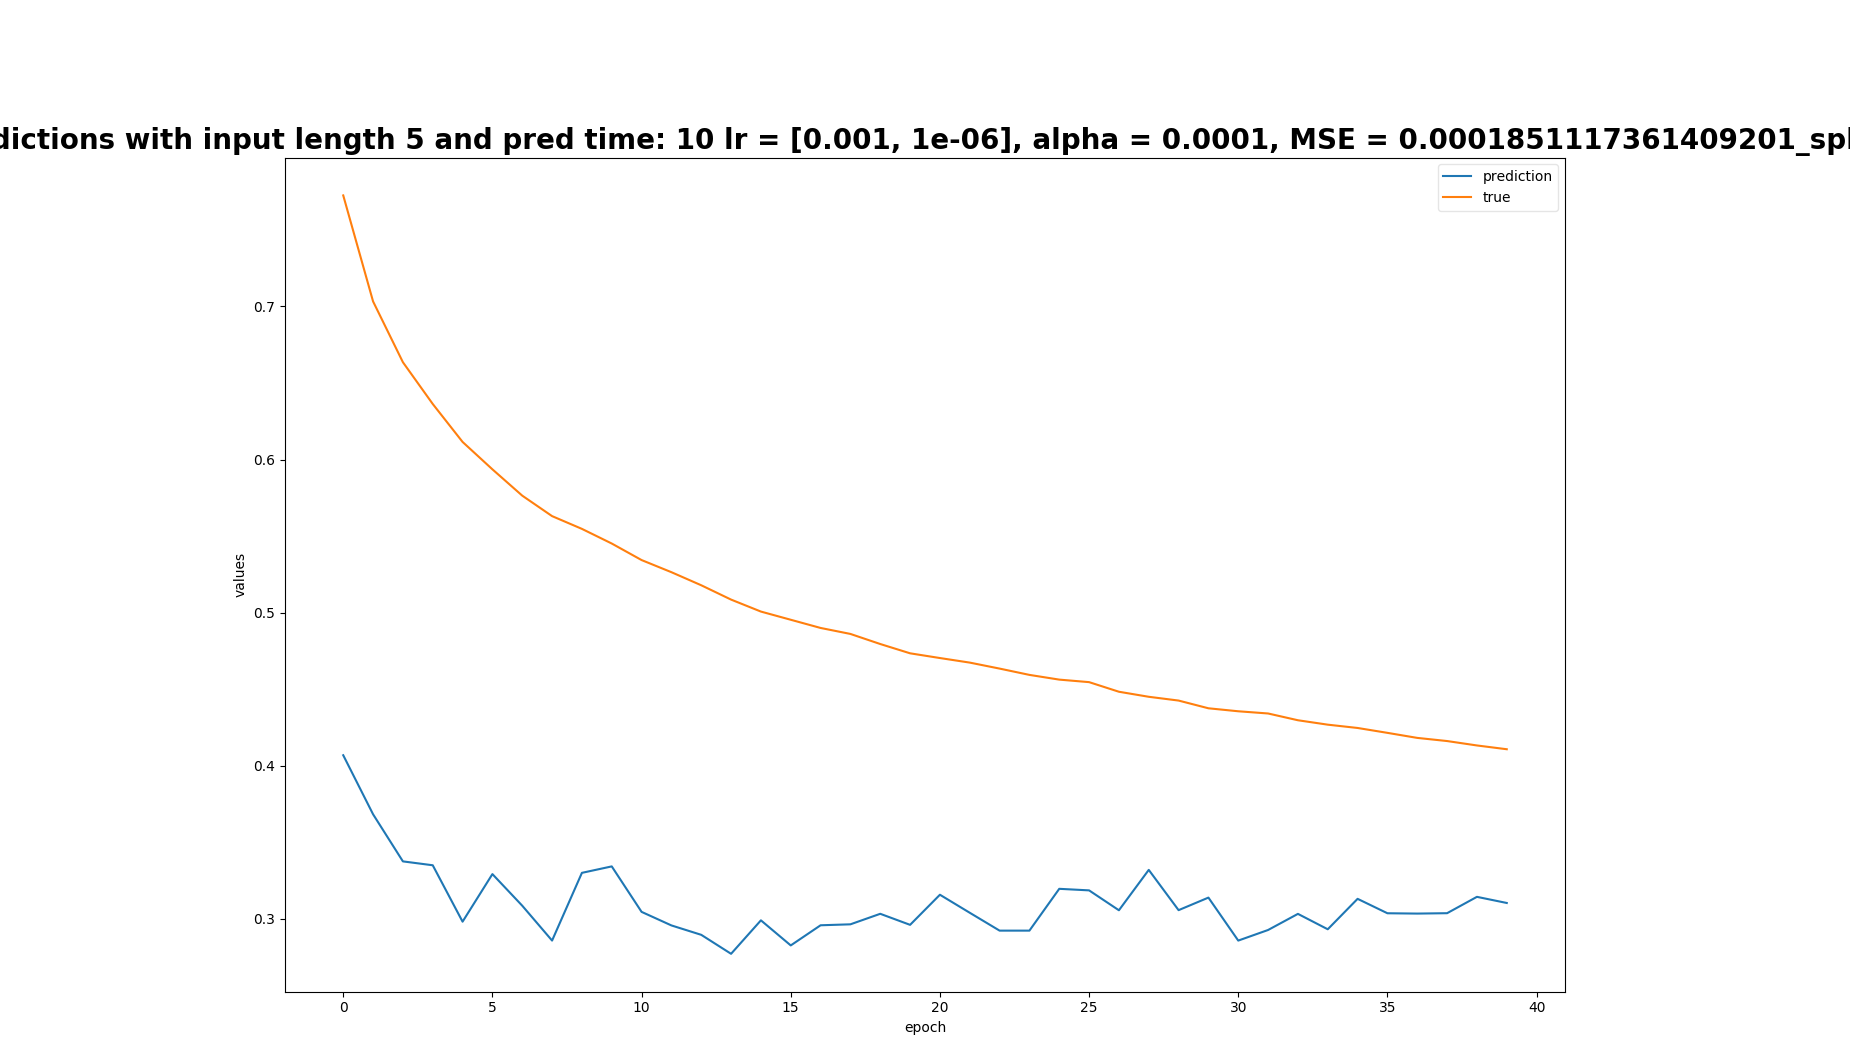 dictions with input length 5 and pred time: 10 lr = [0.001, 1e-06], alpha = 0.0001, MSE = 0.0001851117361409201_spl
prediction
true
0.7
0.6
0.5
0.4
0.3
values
0
5
10
15
20
25
30
35
40
epoch